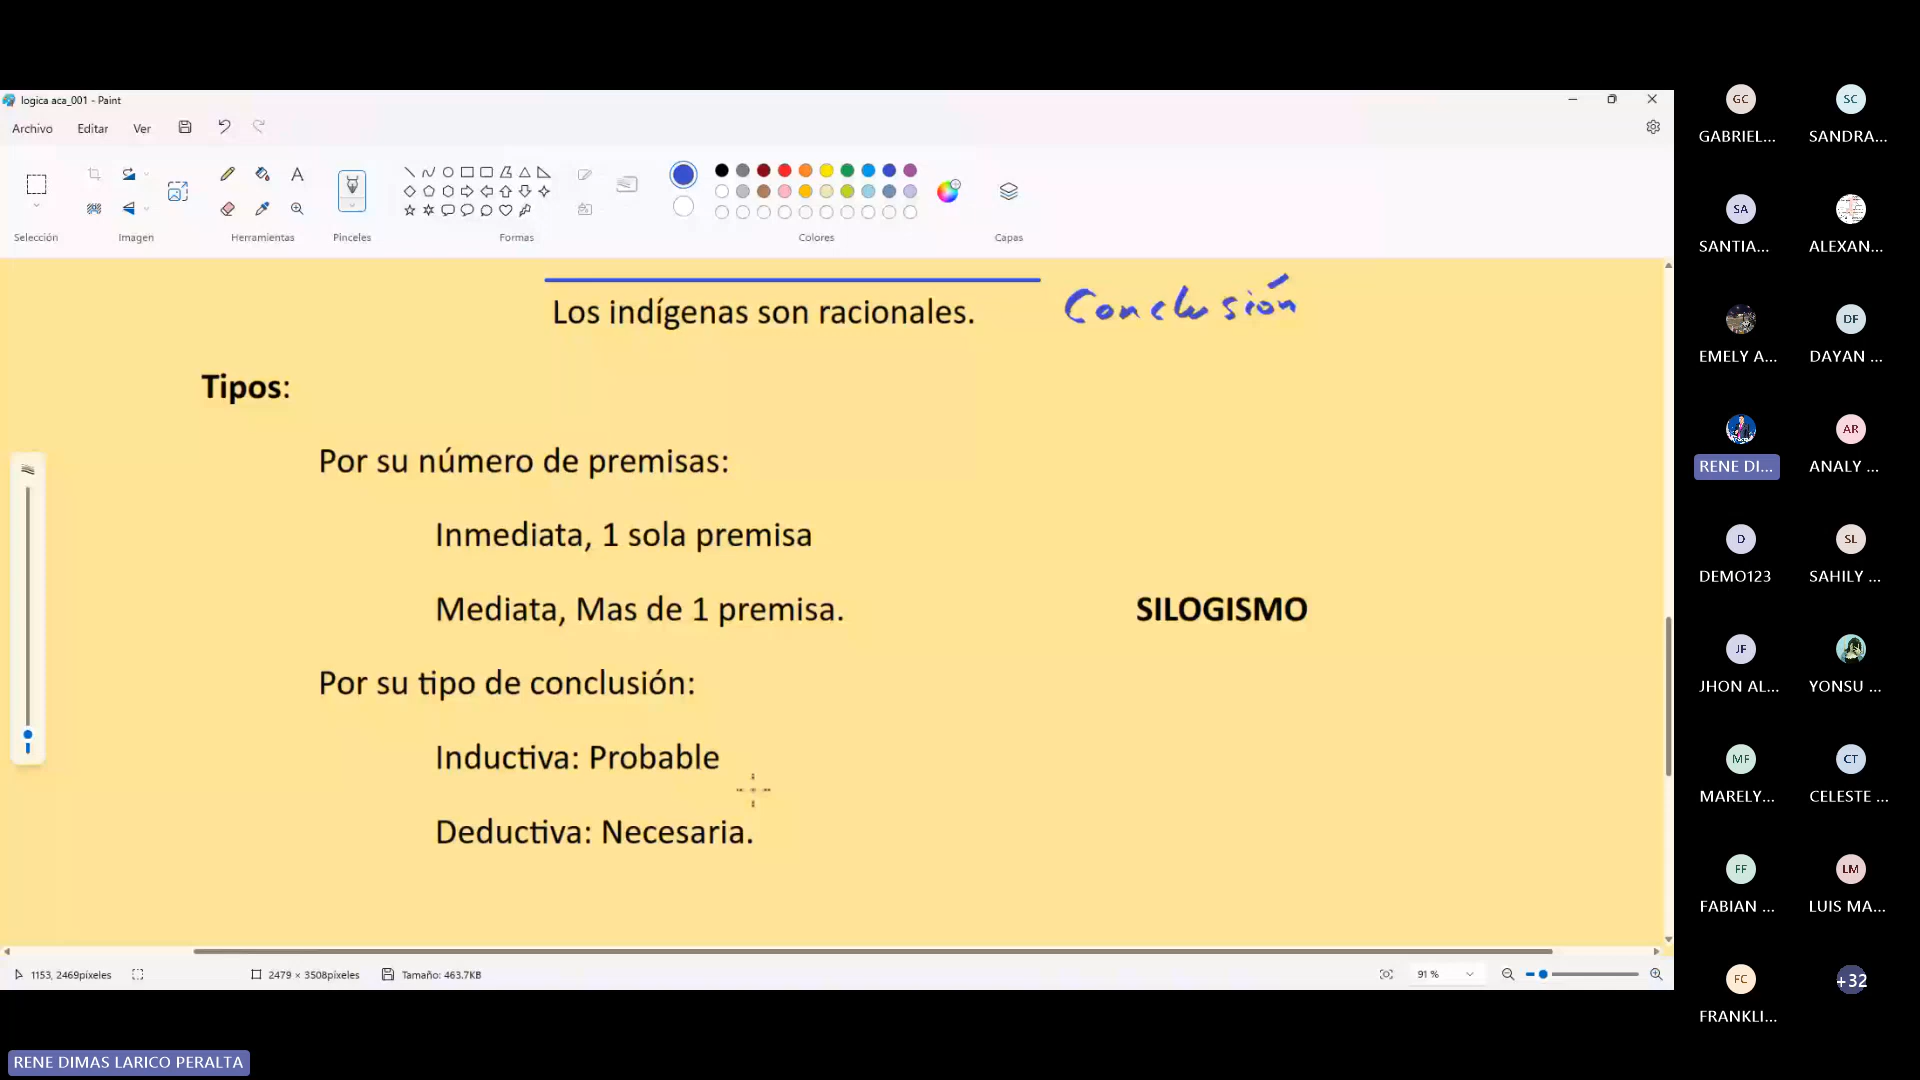 logica aca_001 - Paint
Archivo Editar Ver
Selección Imagen Herramientas Pinceles Formas Colores Capas
Los indígenas son racionales. Conclusión
Tipos:
Por su número de premisas:
Inmediata, 1 sola premisa
Mediata, Mas de 1 premisa. SILOGISMO
Por su tipo de conclusión:
Inductiva: Probable
Deductiva: Necesaria.
1153, 2469píxeles 2479 × 3508píxeles Tamaño: 463.7KB 91 %
GC SC
GABRIEL... SANDRA...
SA
SANTIA... ALEXAN...
DF
EMELY A... DAYAN ...
AR
RENE DI... ANALY ...
D SL
DEMO123 SAHILY ...
JF
JHON AL... YONSU ...
MF CT
MARELY... CELESTE ...
FF LM
FABIAN ... LUIS MA...
FC +32
FRANKLI...
RENE DIMAS LARICO PERALTA